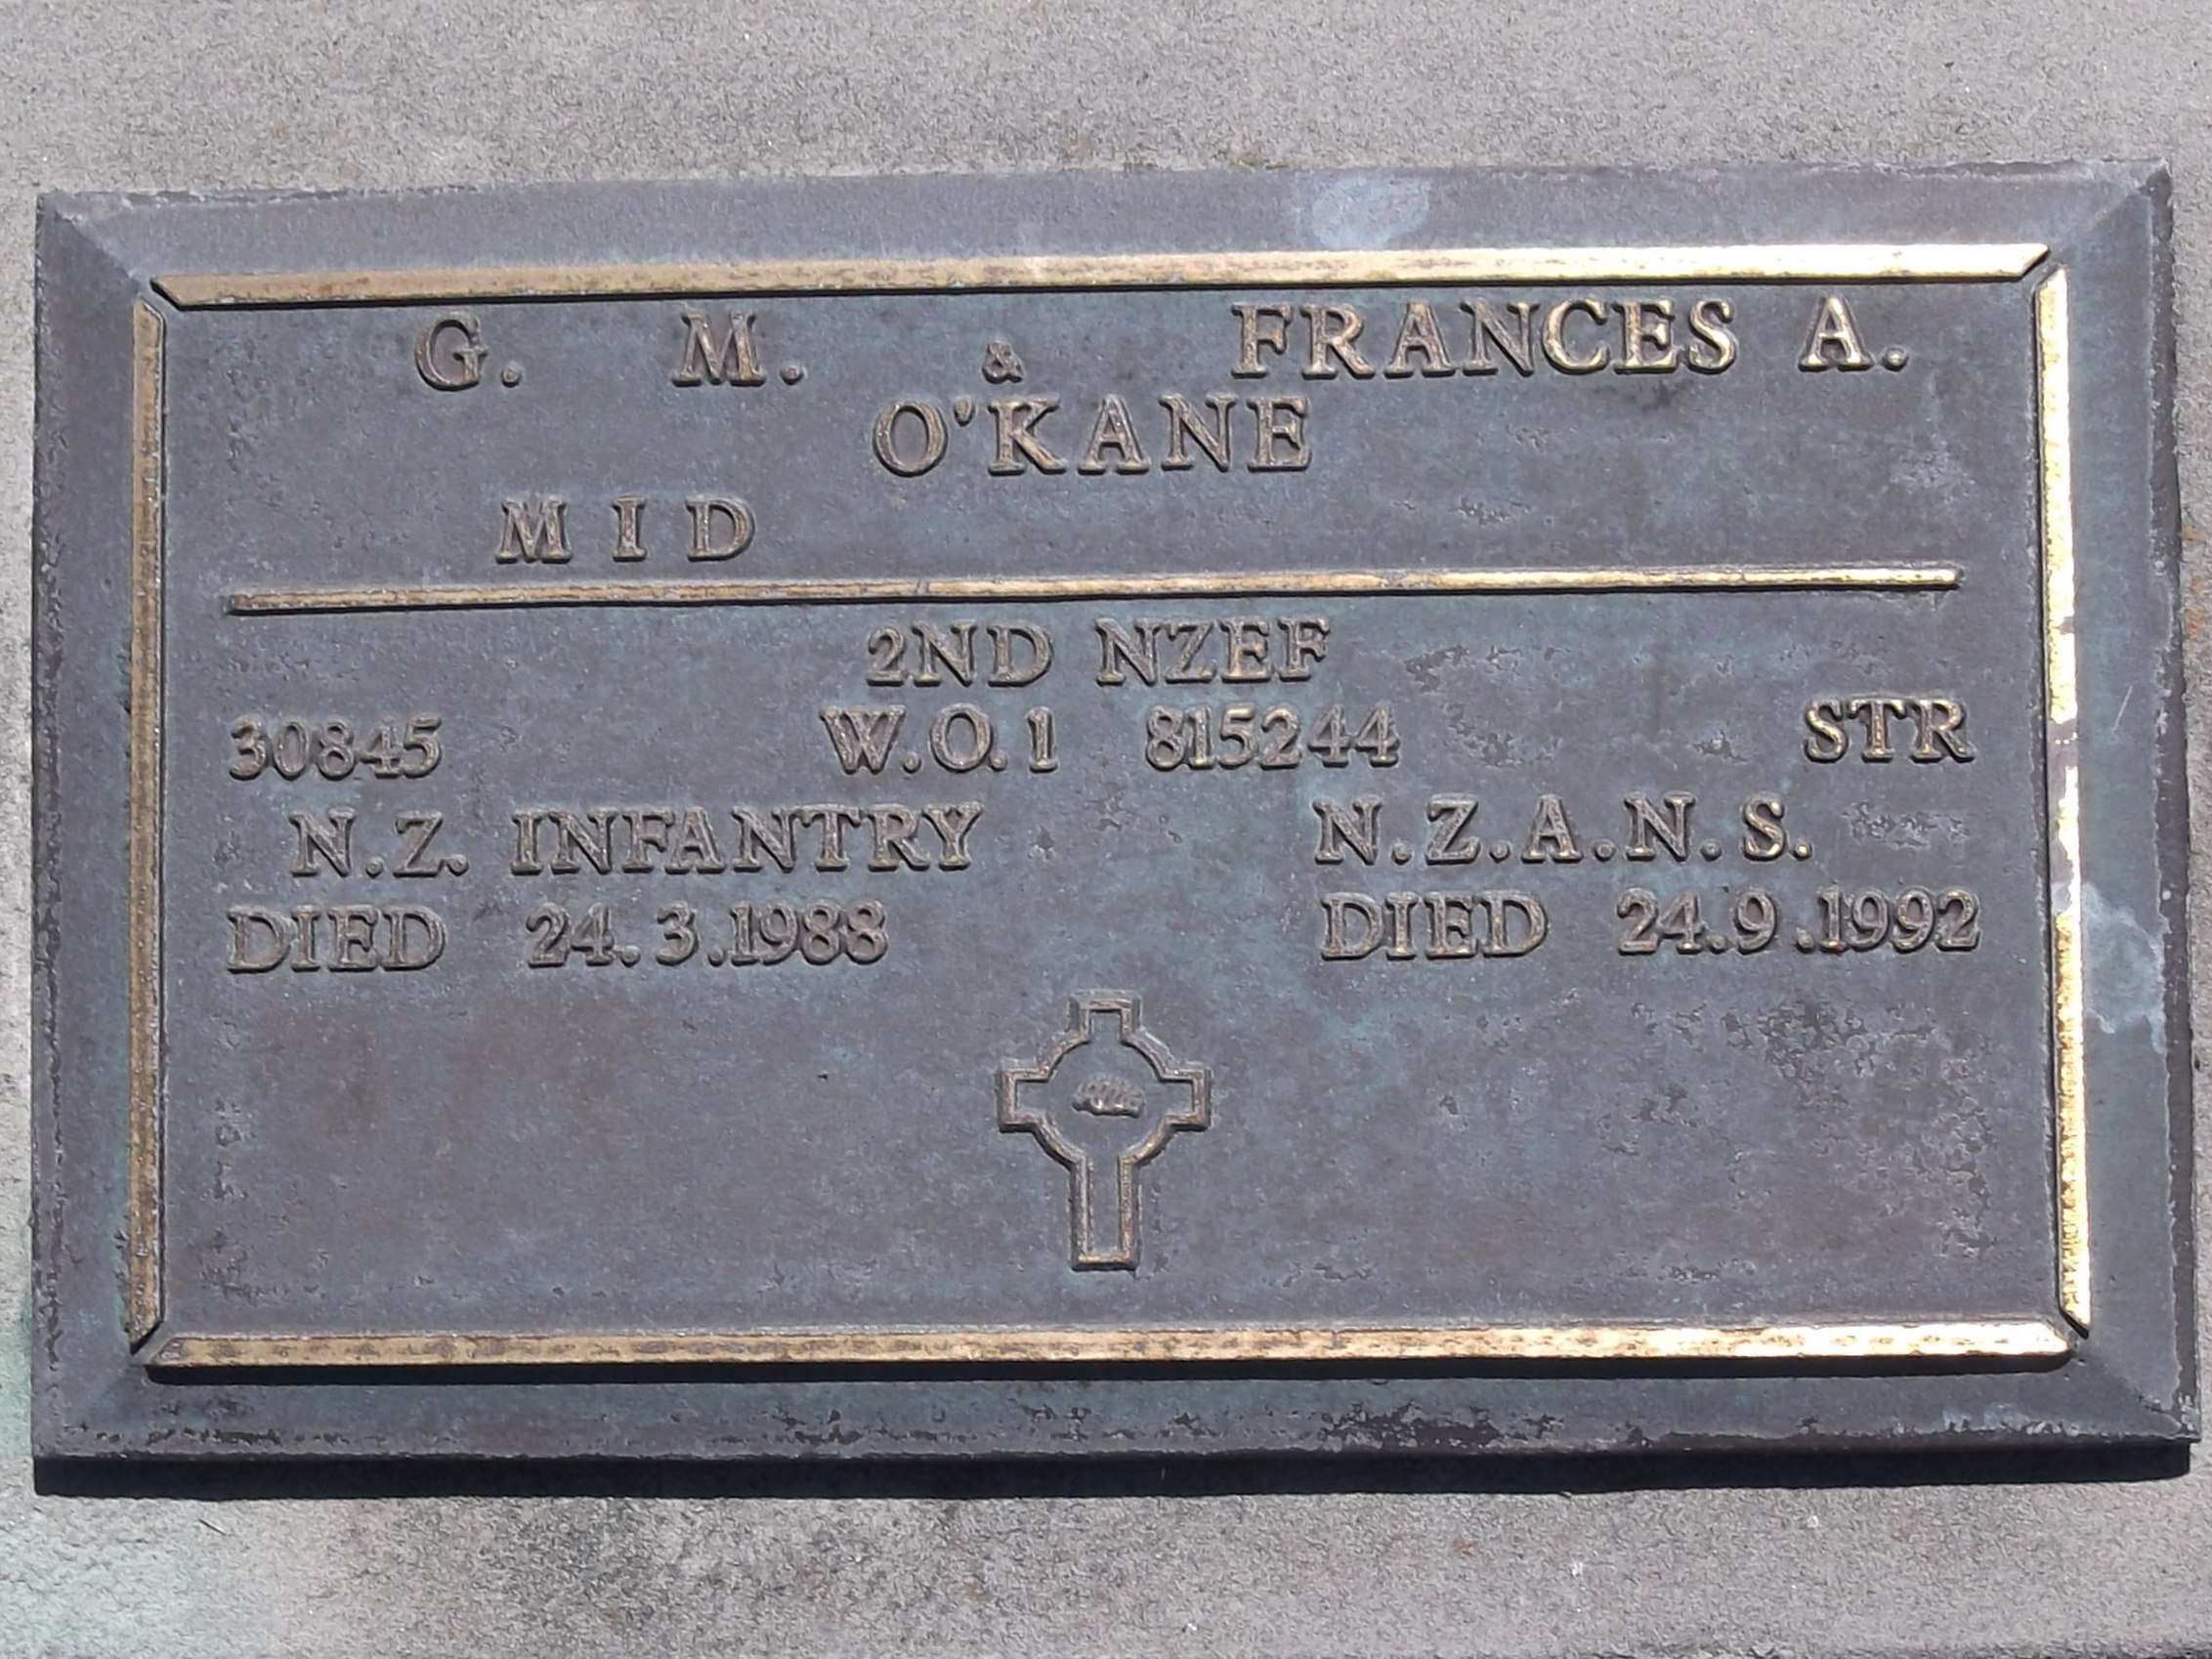 G. M. & FRANCES A.
O'KANE
M I D
2ND NZEF
30845 W.O.1 815244 STR
N.Z. INFANTRY N.Z.A.N.S.
DIED 24.3.1988 DIED 24.9.1992